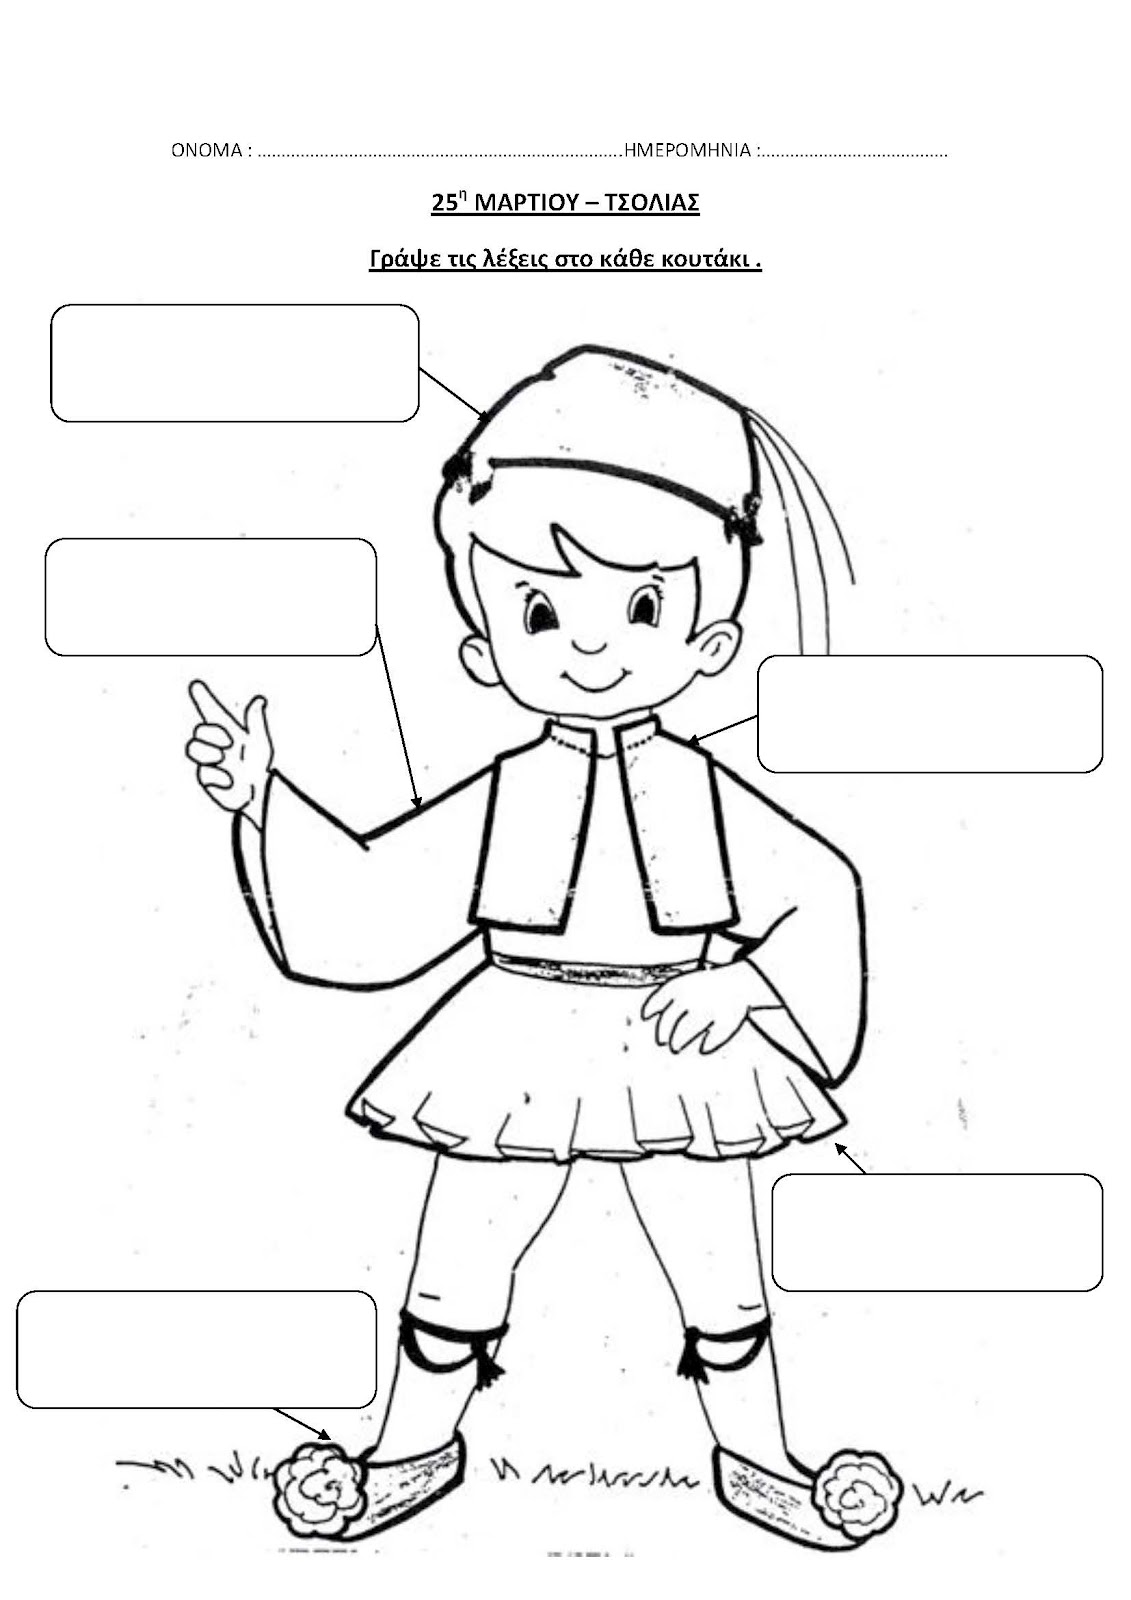 ΟΝΟΜΑ : .............................................................................ΗΜΕΡΟΜΗΝΙΑ :.......................................
25η ΜΑΡΤΙΟΥ – ΤΣΟΛΙΑΣ
Γράψε τις λέξεις στο κάθε κουτάκι .